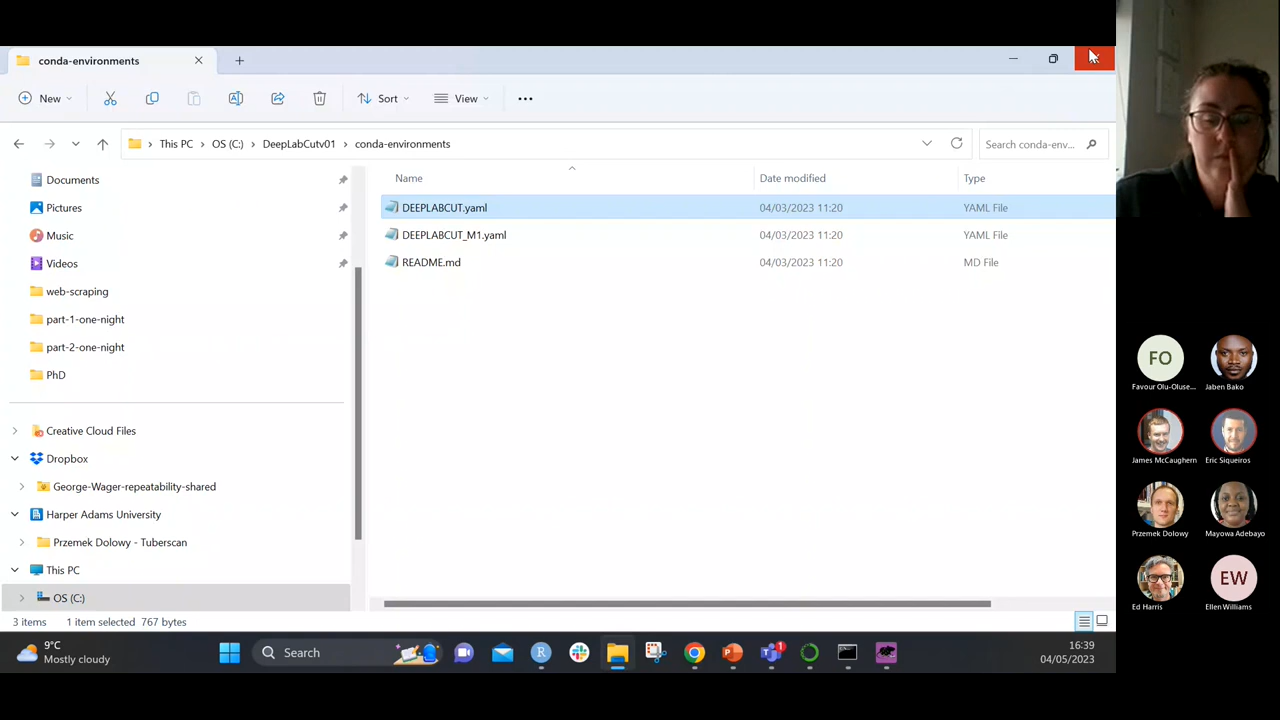 conda-environments
New
Sort
View
This PC > OS (C:) > DeepLabCutv01 > conda-environments
Search conda-env...
Documents
Pictures
Music
Videos
web-scraping
part-1-one-night
part-2-one-night
PhD
Creative Cloud Files
Dropbox
George-Wager-repeatability-shared
Harper Adams University
Przemek Dolowy - Tuberscan
This PC
OS (C:)
Name Date modified Type
DEEPLABCUT.yaml 04/03/2023 11:20 YAML File
DEEPLABCUT_M1.yaml 04/03/2023 11:20 YAML File
README.md 04/03/2023 11:20 MD File
3 items 1 item selected 767 bytes
9°C
Mostly cloudy
Search
1
16:39
04/05/2023
FO
Favour Olu-Oluse...
Jaben Bako
James McCaughern
Eric Siqueiros
Przemek Dolowy
Mayowa Adebayo
Ed Harris
EW
Ellen Williams